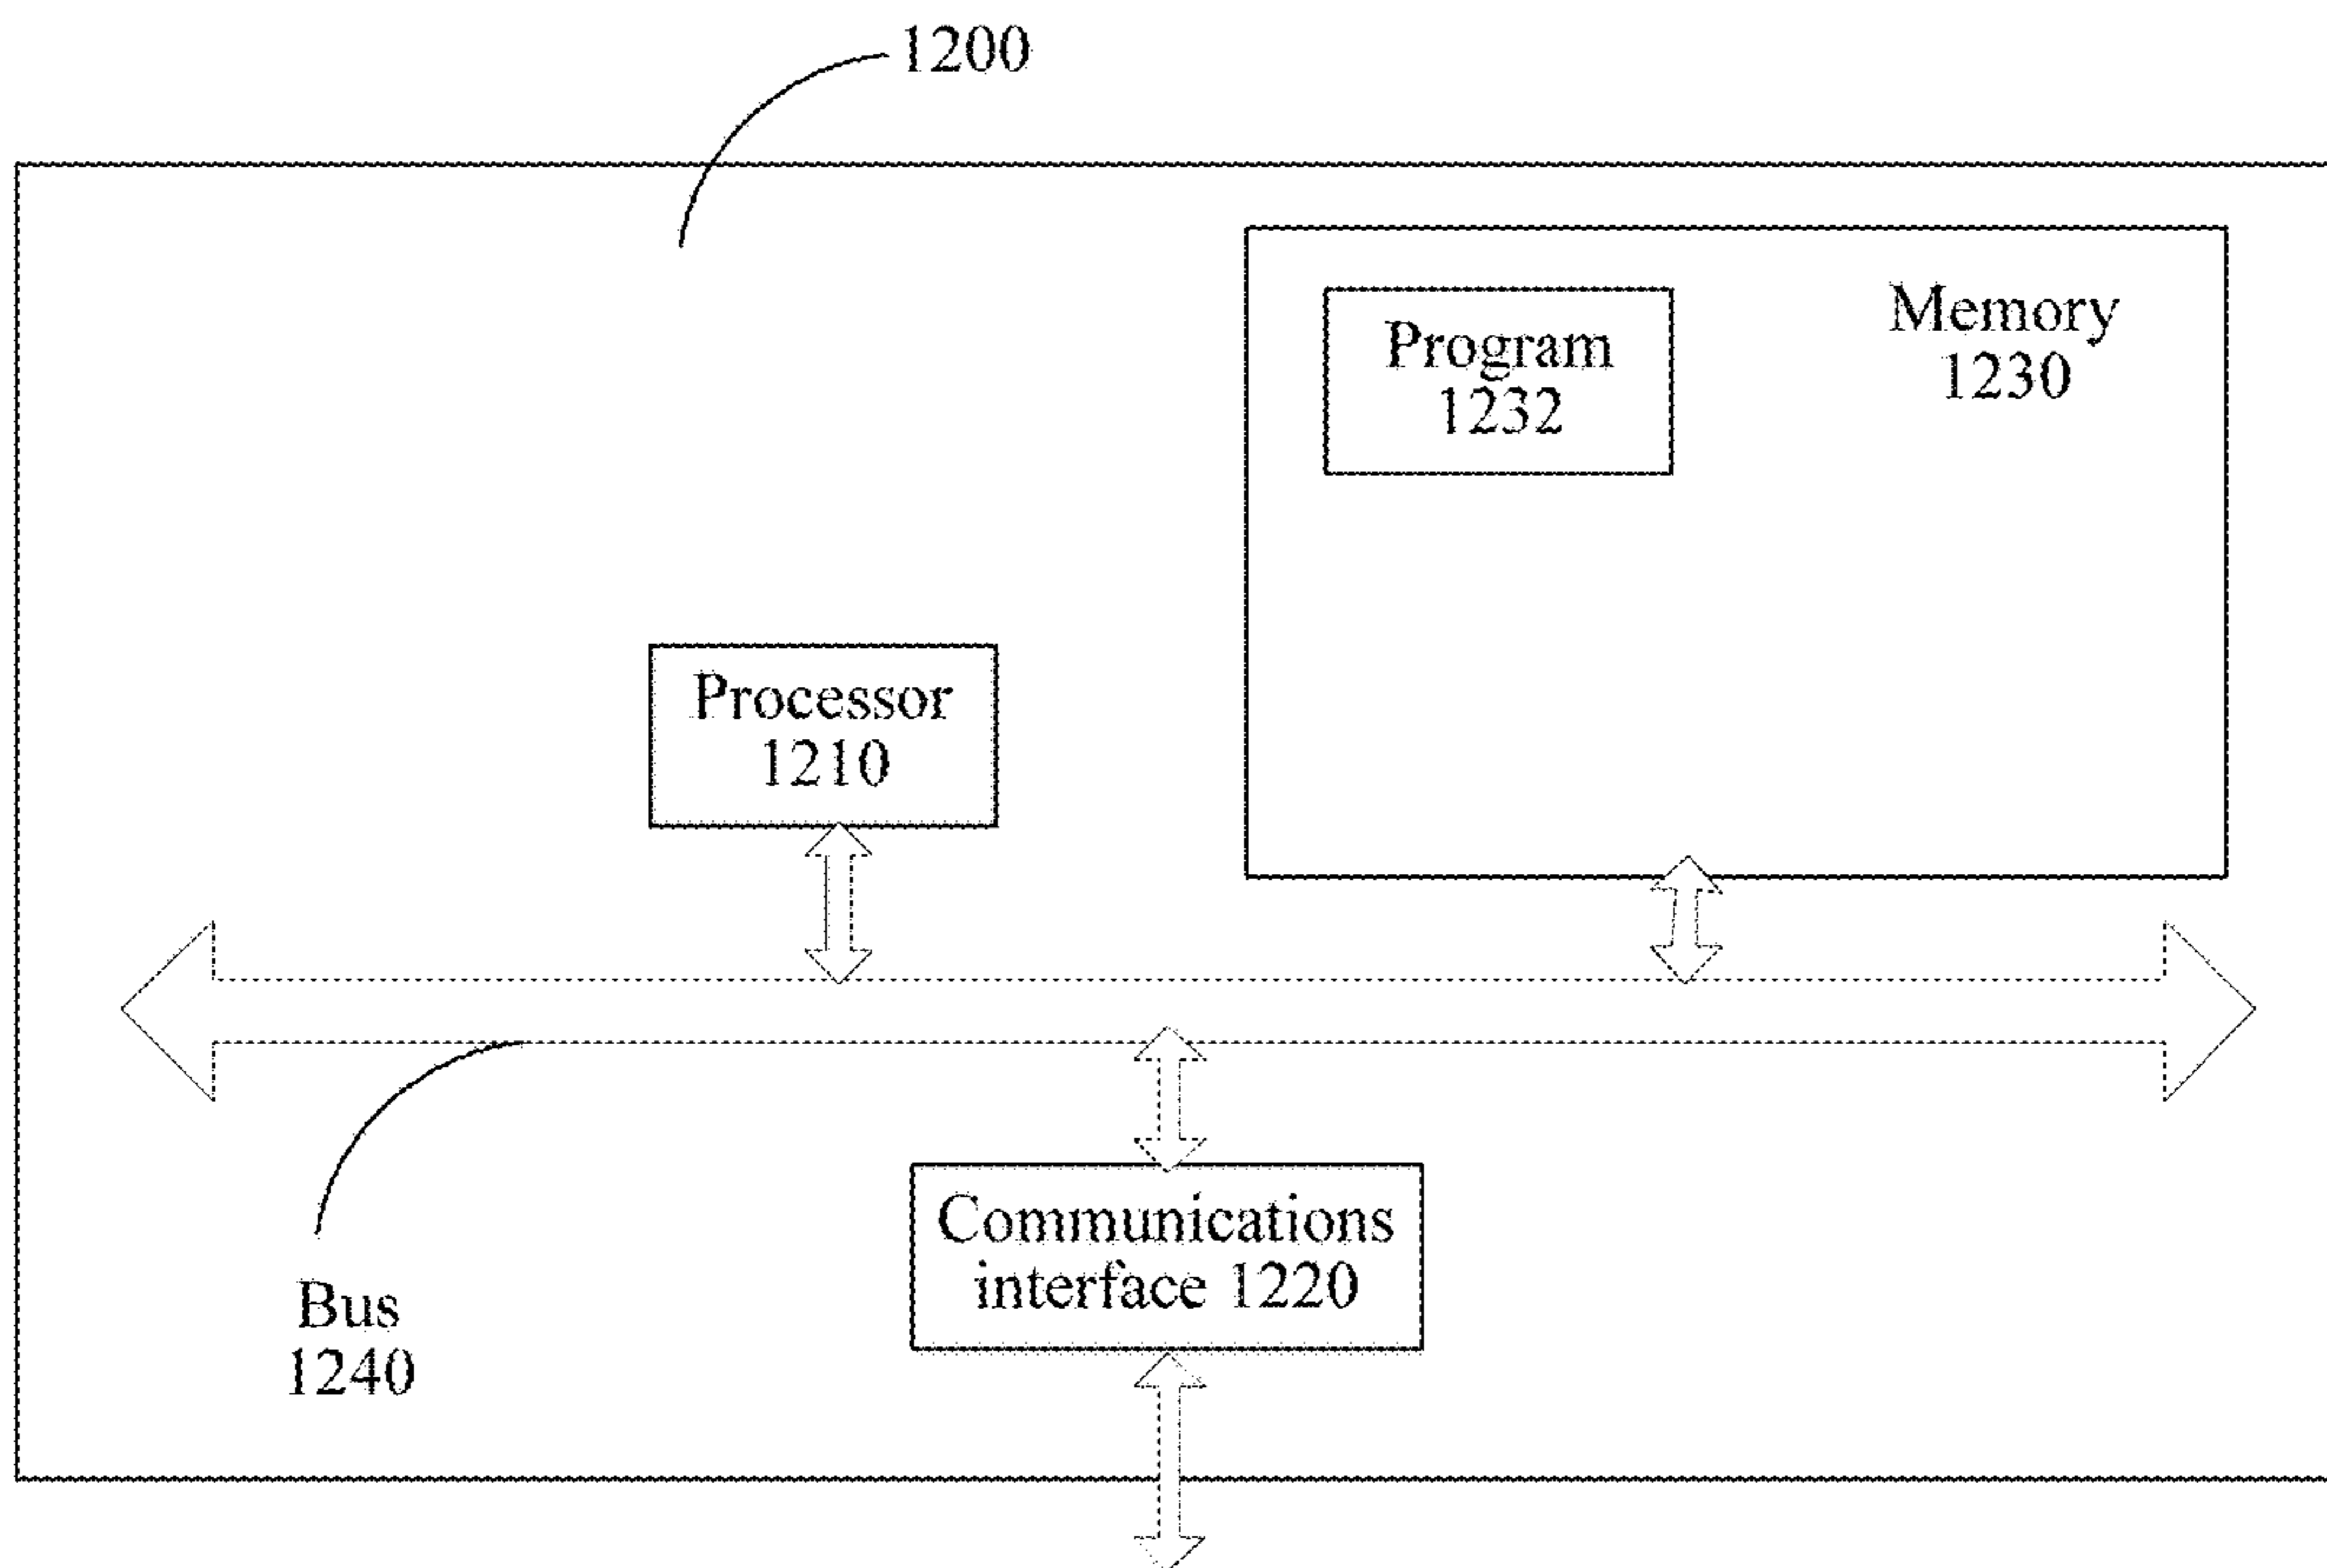 1200
Program
1232
Memory
1230
Processor
1210
Communications
interface 1220
Bus
1240